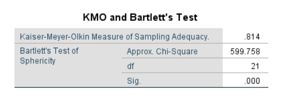 KMO and Bartlett's Test
Kaiser-Meyer-Olkin Measure of Sampling Adequacy. .814
Bartlett's Test of Sphericity Approx. Chi-Square 599.758
df 21
Sig. .000